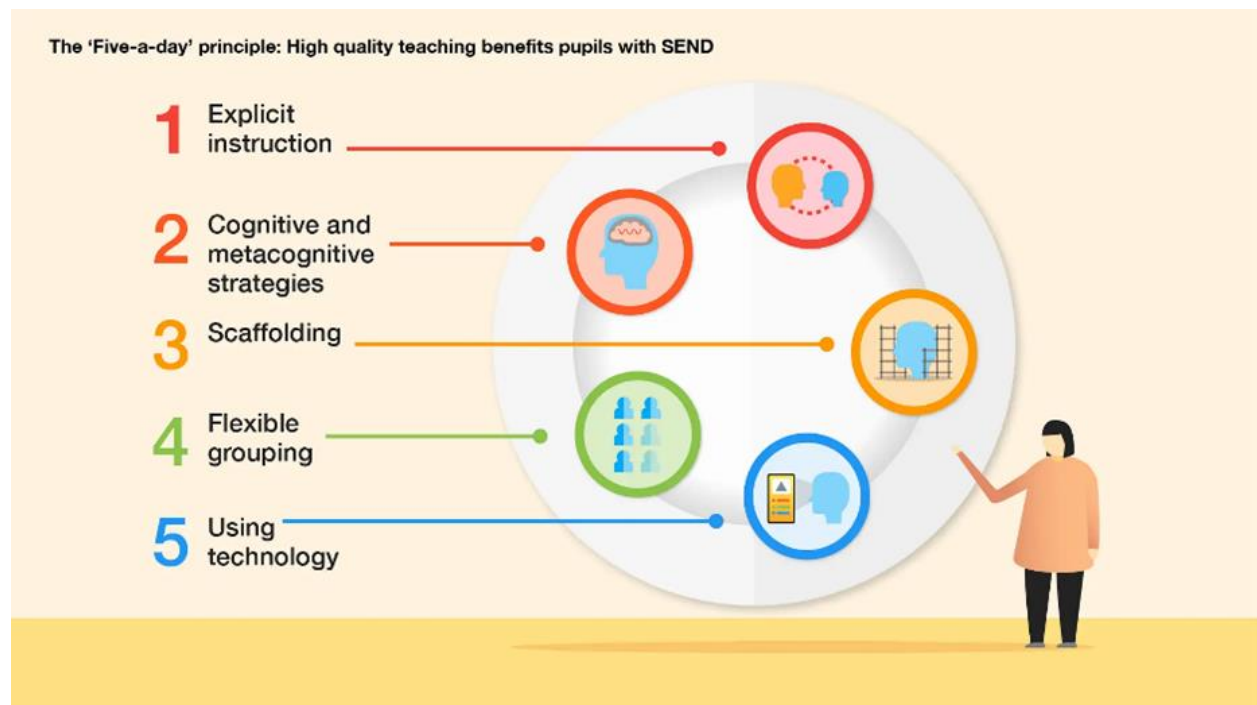 The ‘Five-a-day’ principle: High quality teaching benefits pupils with SEND
1 Explicit
instruction
2 Cognitive and
metacognitive
strategies
3 Scaffolding
4 Flexible
grouping
5 Using
technology